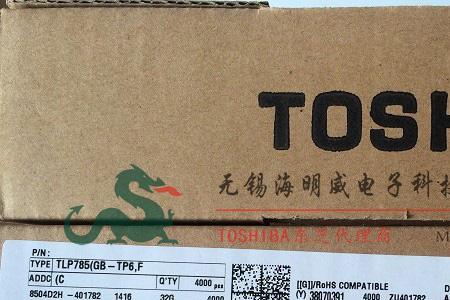 TOSH
无锡海明威电子科技
TOSHIBA东芝代理商
P/N:
TYPE TLP785(GB-TP6,F
ADDC (C Q'TY 4000 pcs
8504D2H-401782 1416 32G
[[G]]/RoHS COMPATIBLE
(Y) 38070391 4000 ZU401782